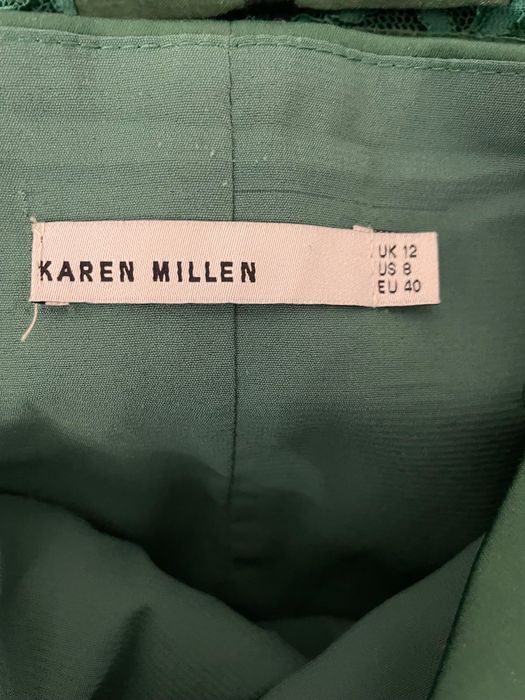 KAREN MILLEN
UK 12
US 8
EU 40